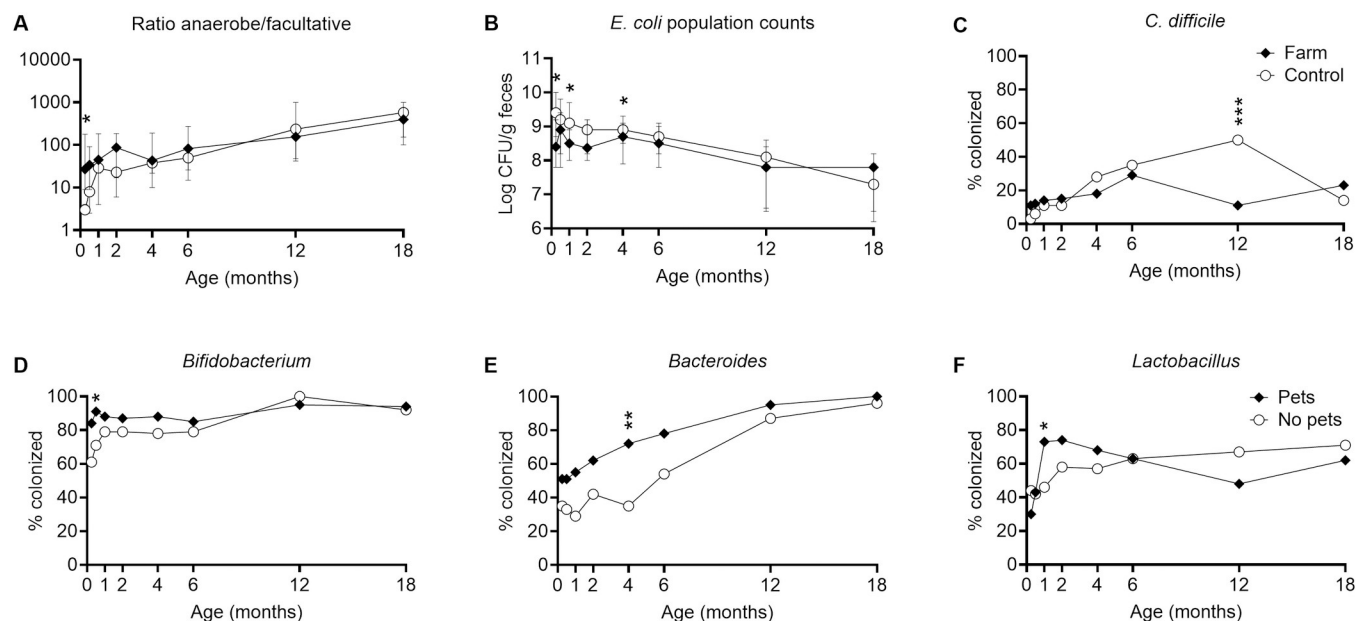 A Ratio anaerobe/facultative
10000
1000
100
10
1
*
0 1 2 4 6 12 18
Age (months)
B E. coli population counts
Log CFU/g feces
11
10
9
8
7
6
* * *
0 1 2 4 6 12 18
Age (months)
C C. difficile
% colonized
100
80
60
40
20
0
Farm
Control
***
0 1 2 4 6 12 18
Age (months)
D Bifidobacterium
% colonized
100
80
60
40
20
0
*
0 1 2 4 6 12 18
Age (months)
E Bacteroides
% colonized
100
80
60
40
20
0
**
0 1 2 4 6 12 18
Age (months)
F Lactobacillus
% colonized
100
80
60
40
20
0
Pets
No pets
*
0 1 2 4 6 12 18
Age (months)